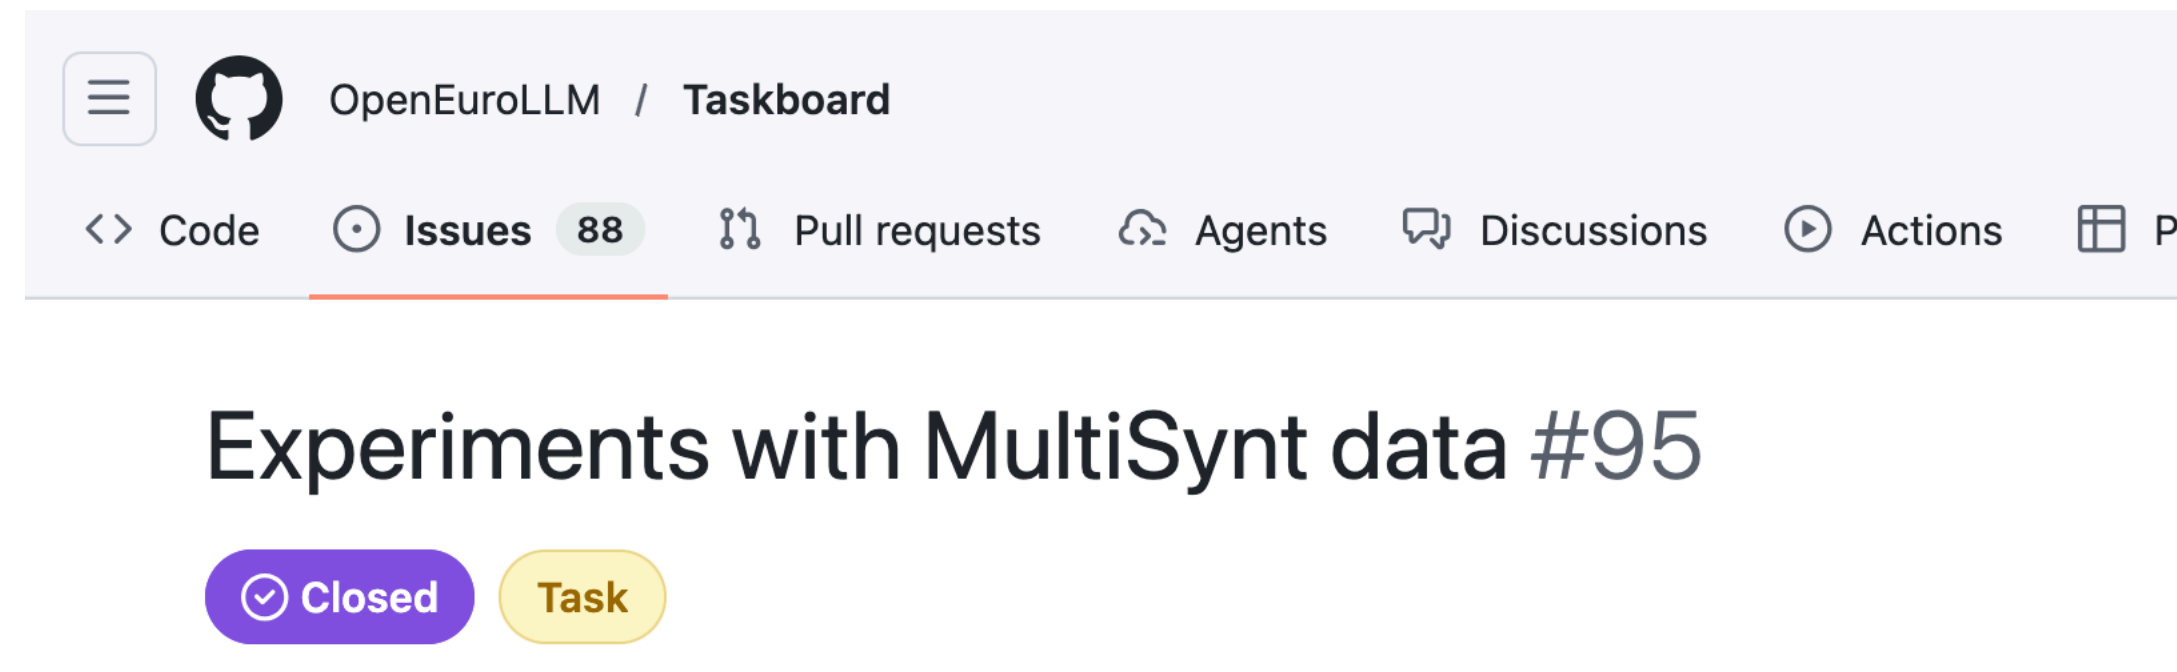 OpenEuroLLM / Taskboard
Code Issues 88 Pull requests Agents Discussions Actions P
Experiments with MultiSynt data #95
Closed Task